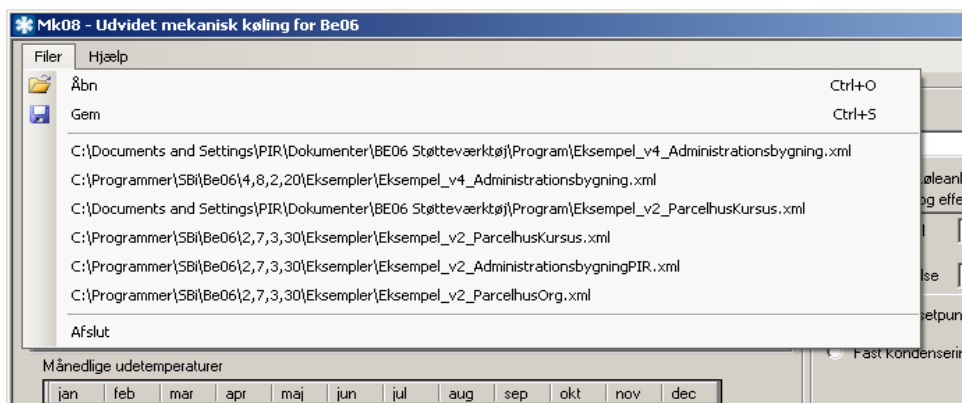 Mk08 - Udvidet mekanisk køling for Be06
Filer Hjælp
Åbn Ctrl+O
Gem Ctrl+S
C:\Documents and Settings\PIR\Dokumenter\BE06 Støtteværktøj\Program\Eksempel_v4_Administrationsbygning.xml
C:\Programmer\SBi\Be06\4,8,2,20\Eksempler\Eksempel_v4_Administrationsbygning.xml
C:\Documents and Settings\PIR\Dokumenter\BE06 Støtteværktøj\Program\Eksempel_v2_ParcelhusKursus.xml
C:\Programmer\SBi\Be06\2,7,3,30\Eksempler\Eksempel_v2_ParcelhusKursus.xml
C:\Programmer\SBi\Be06\2,7,3,30\Eksempler\Eksempel_v2_AdministrationsbygningPIR.xml
C:\Programmer\SBi\Be06\2,7,3,30\Eksempler\Eksempel_v2_ParcelhusOrg.xml
Afslut
Månedlige udetemperaturer
jan feb mar apr maj jun jul aug sep okt nov dec